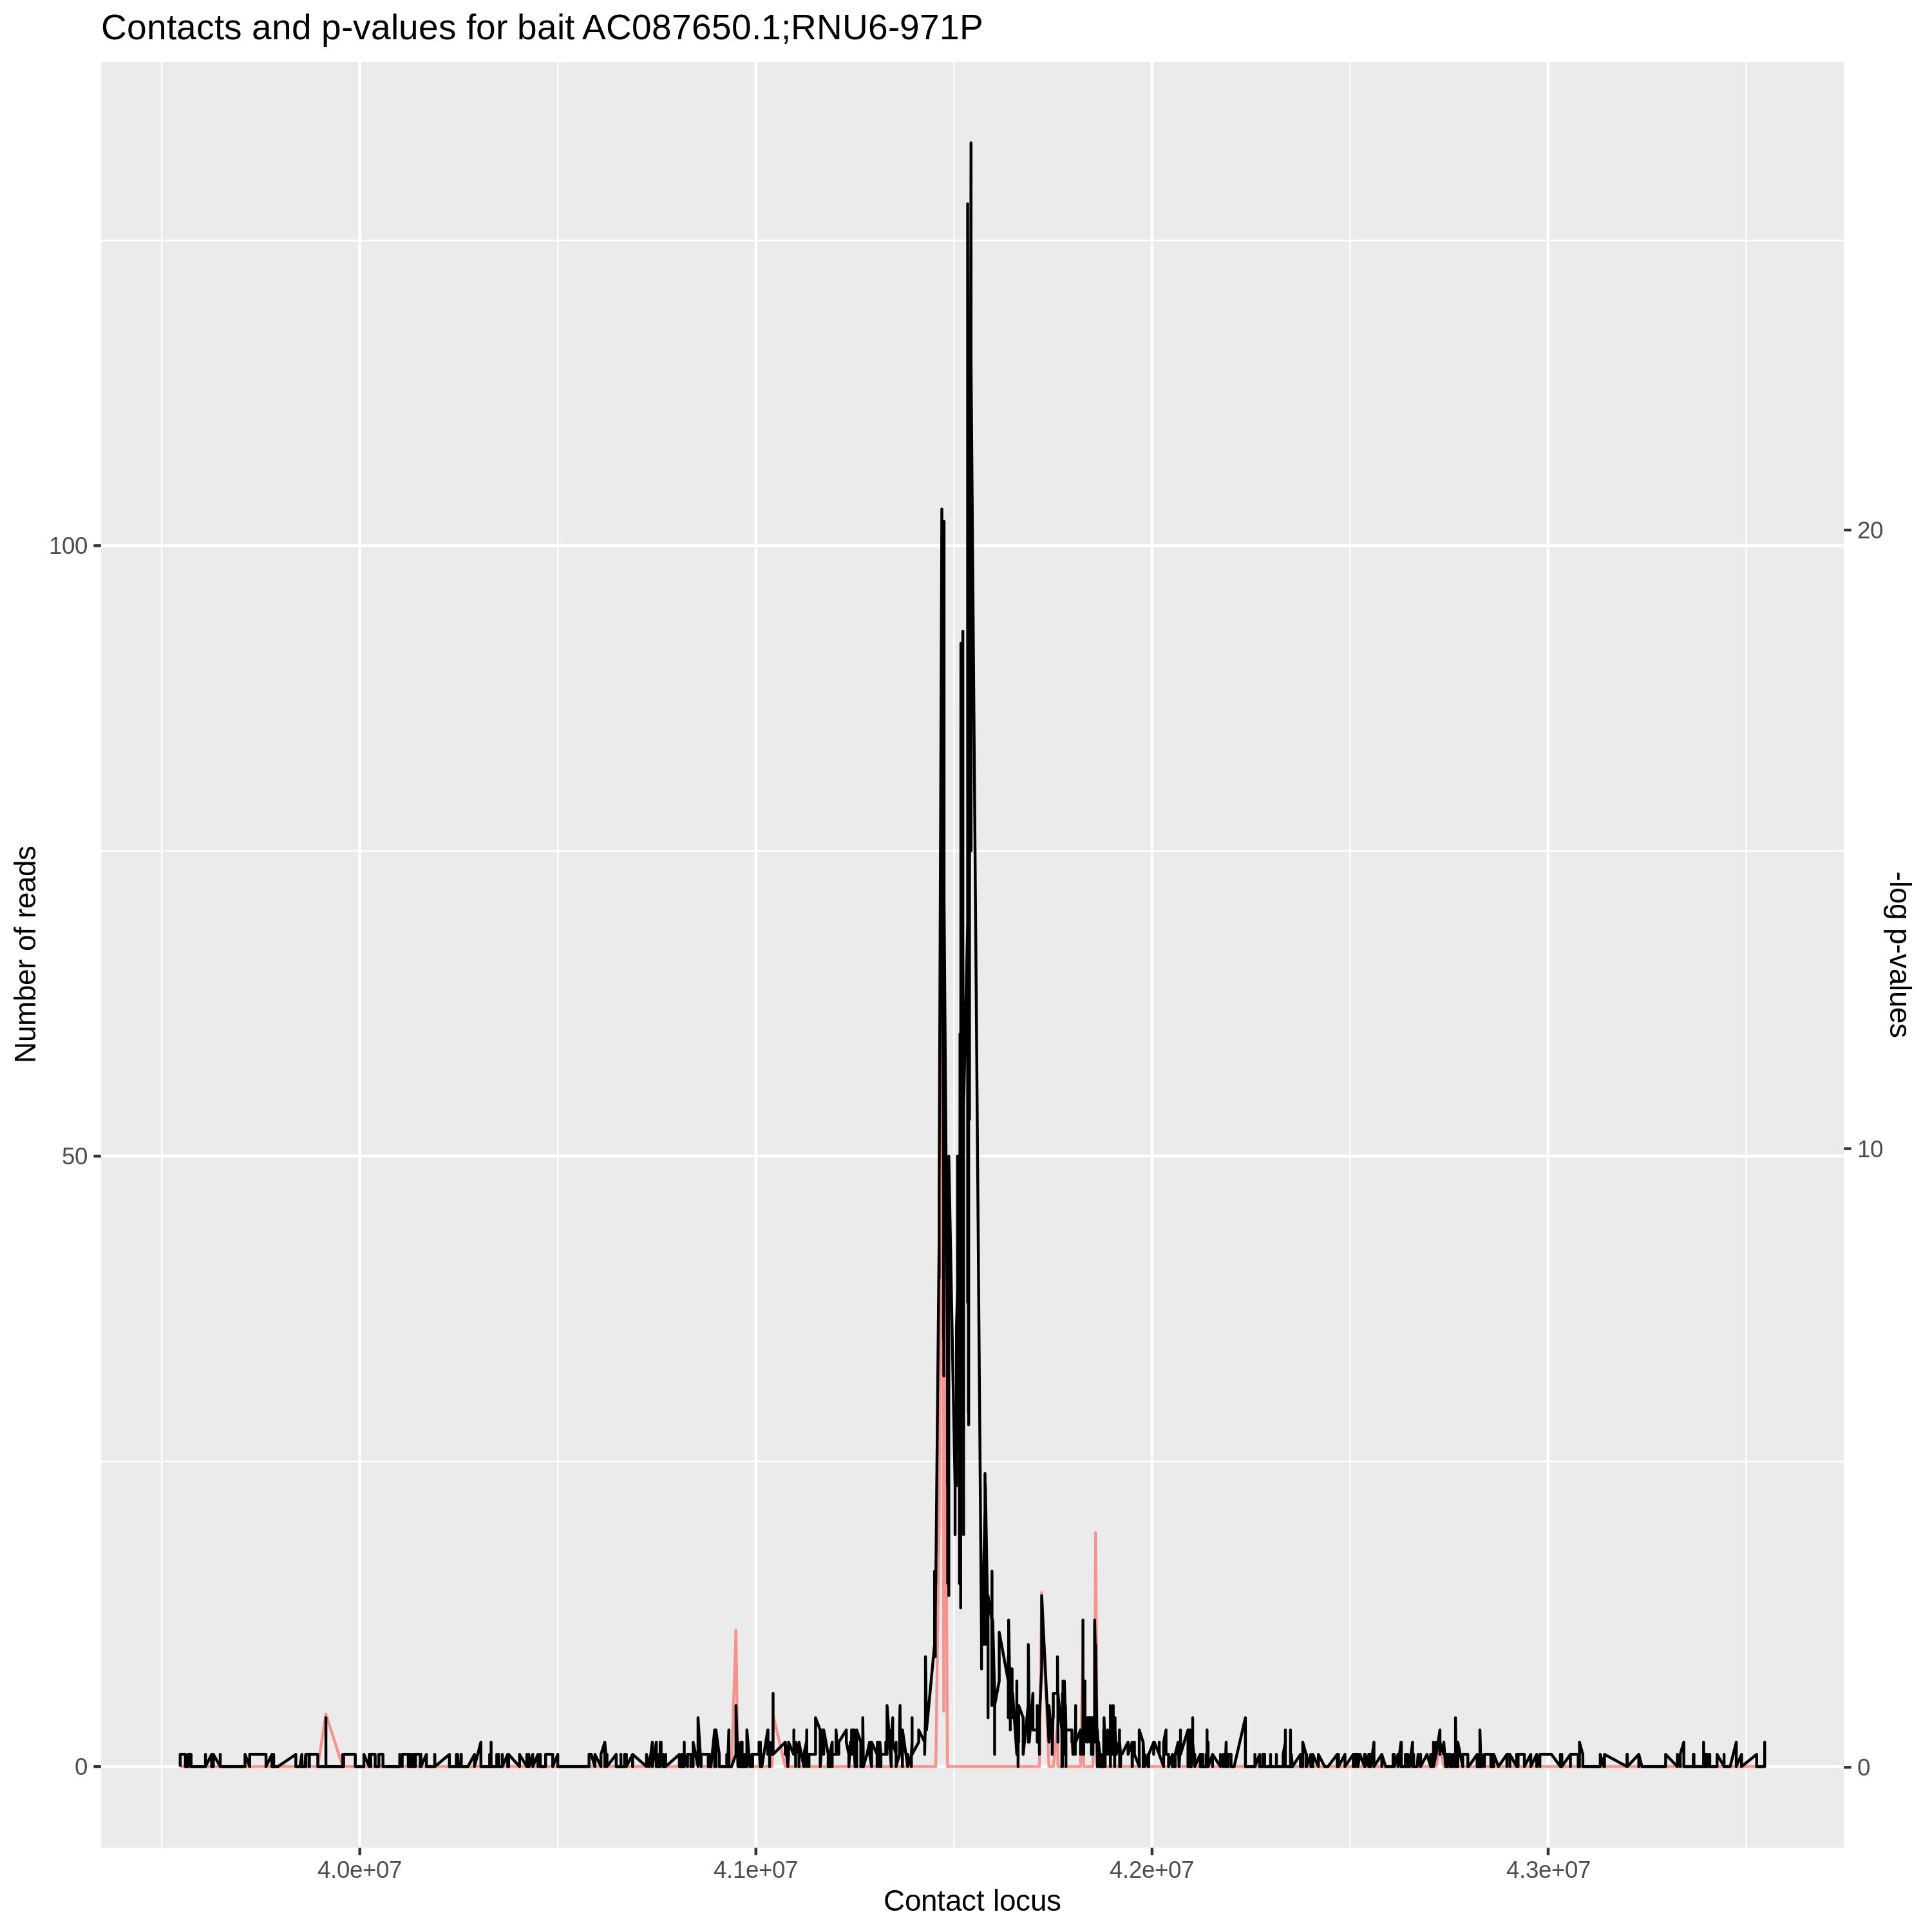 Contacts and p-values for bait AC087650.1;RNU6-971P
100
50
0
Number of reads
20
10
0
-log p-values
4.0e+07
4.1e+07
4.2e+07
4.3e+07
Contact locus